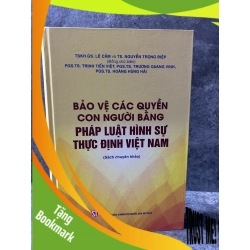 TSKH. GS. LÊ CẢM và TS. NGUYỄN TRỌNG ĐIỆP
(Đồng chủ biên)
PGS.TS. TRỊNH TIẾN VIỆT, PGS.TS. TRƯƠNG QUANG VINH,
PGS.TS. HOÀNG HÙNG HẢI
BẢO VỆ CÁC QUYỀN
CON NGƯỜI BẰNG
PHÁP LUẬT HÌNH SỰ
THỰC ĐỊNH VIỆT NAM
(Sách chuyên khảo)
Tặng
Bookmark